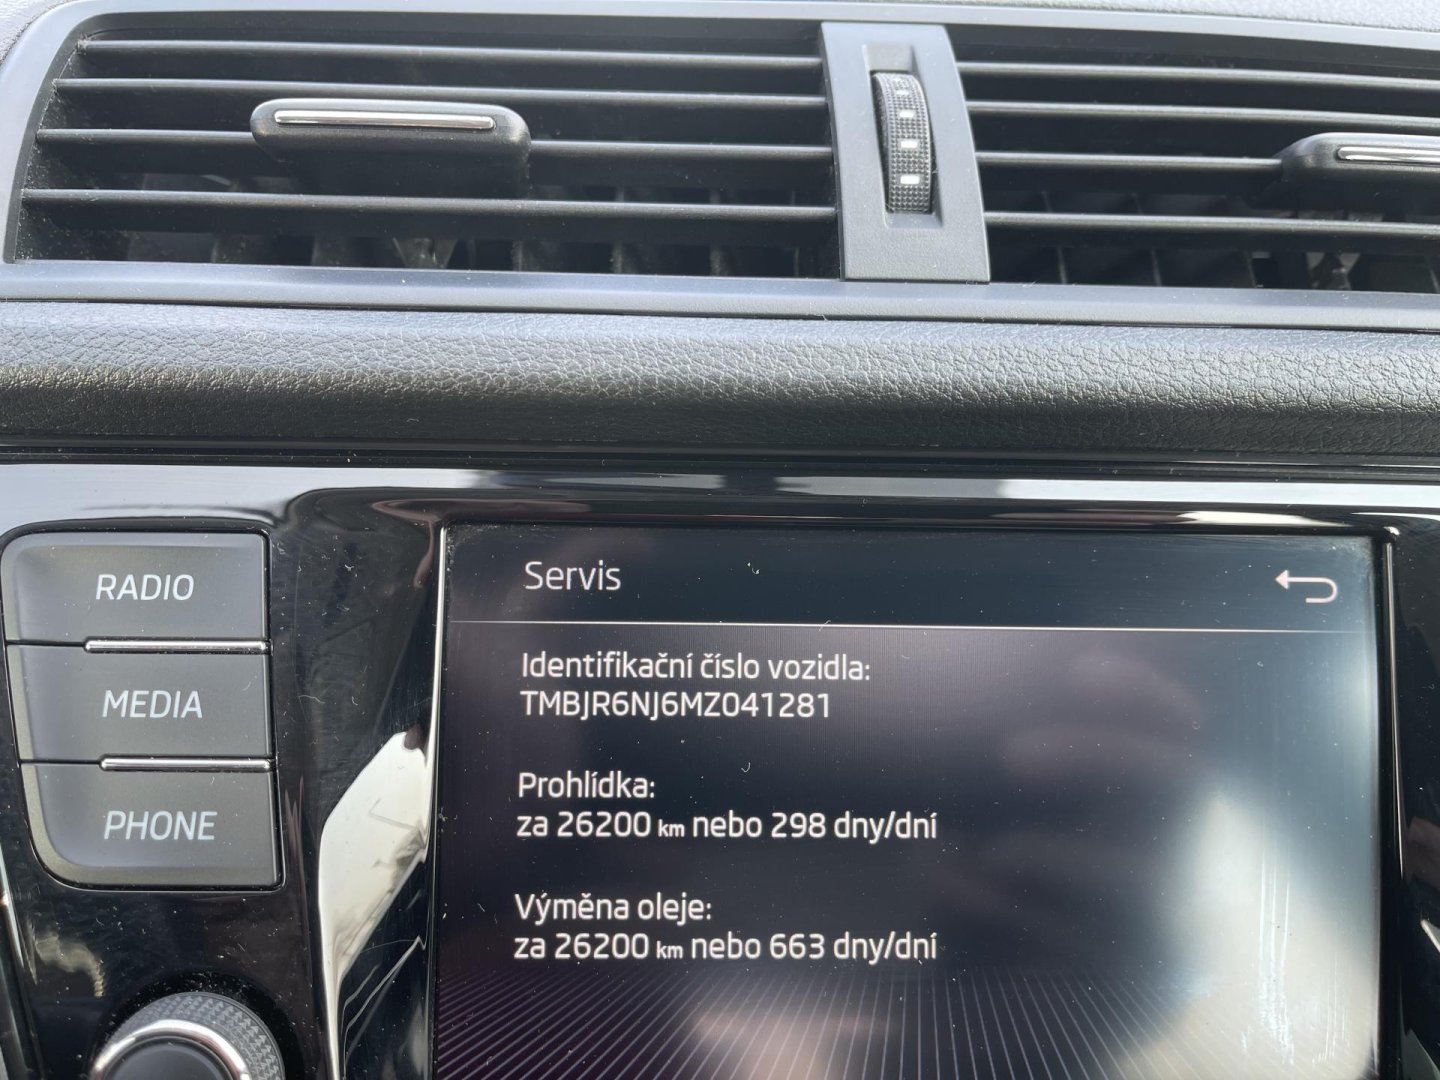 RADIO
MEDIA
PHONE
Servis
Identifikační číslo vozidla:
TMBJR6NJ6MZ041281
Prohlídka:
za 26200 km nebo 298 dny/dní
Výměna oleje:
za 26200 km nebo 663 dny/dní